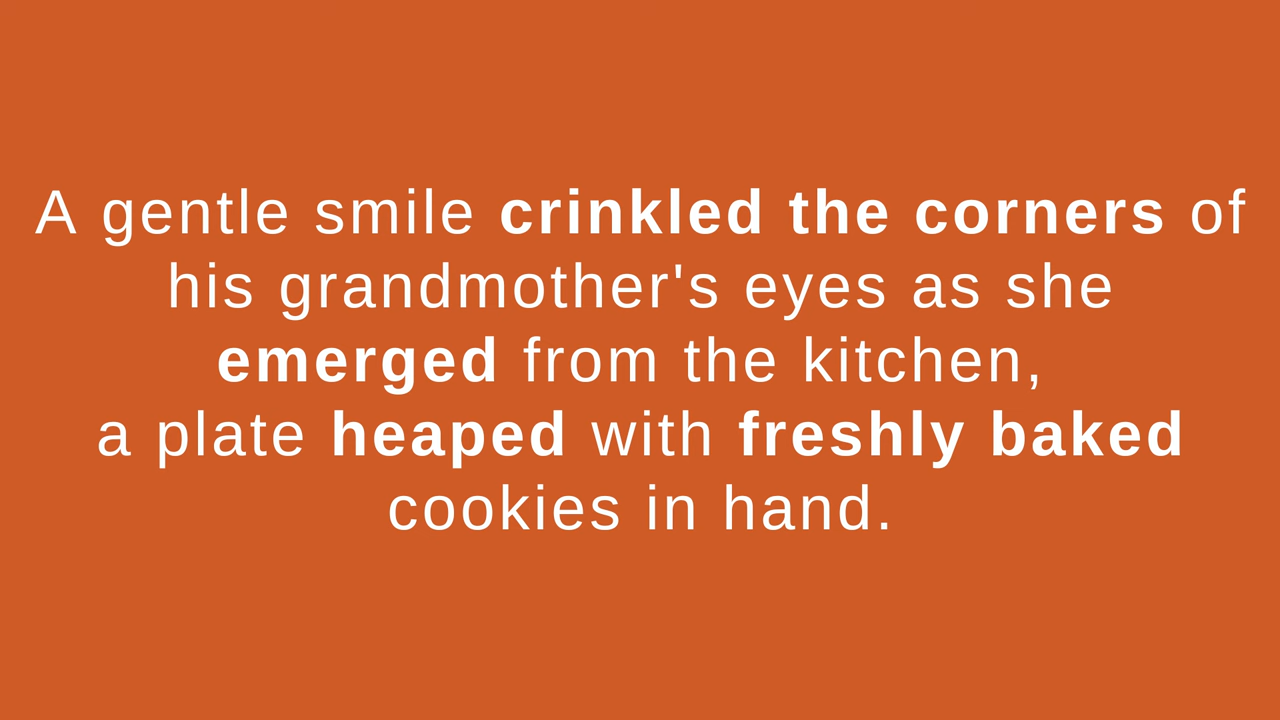 A gentle smile crinkled the corners of
his grandmother's eyes as she
emerged from the kitchen,
a plate heaped with freshly baked
cookies in hand.